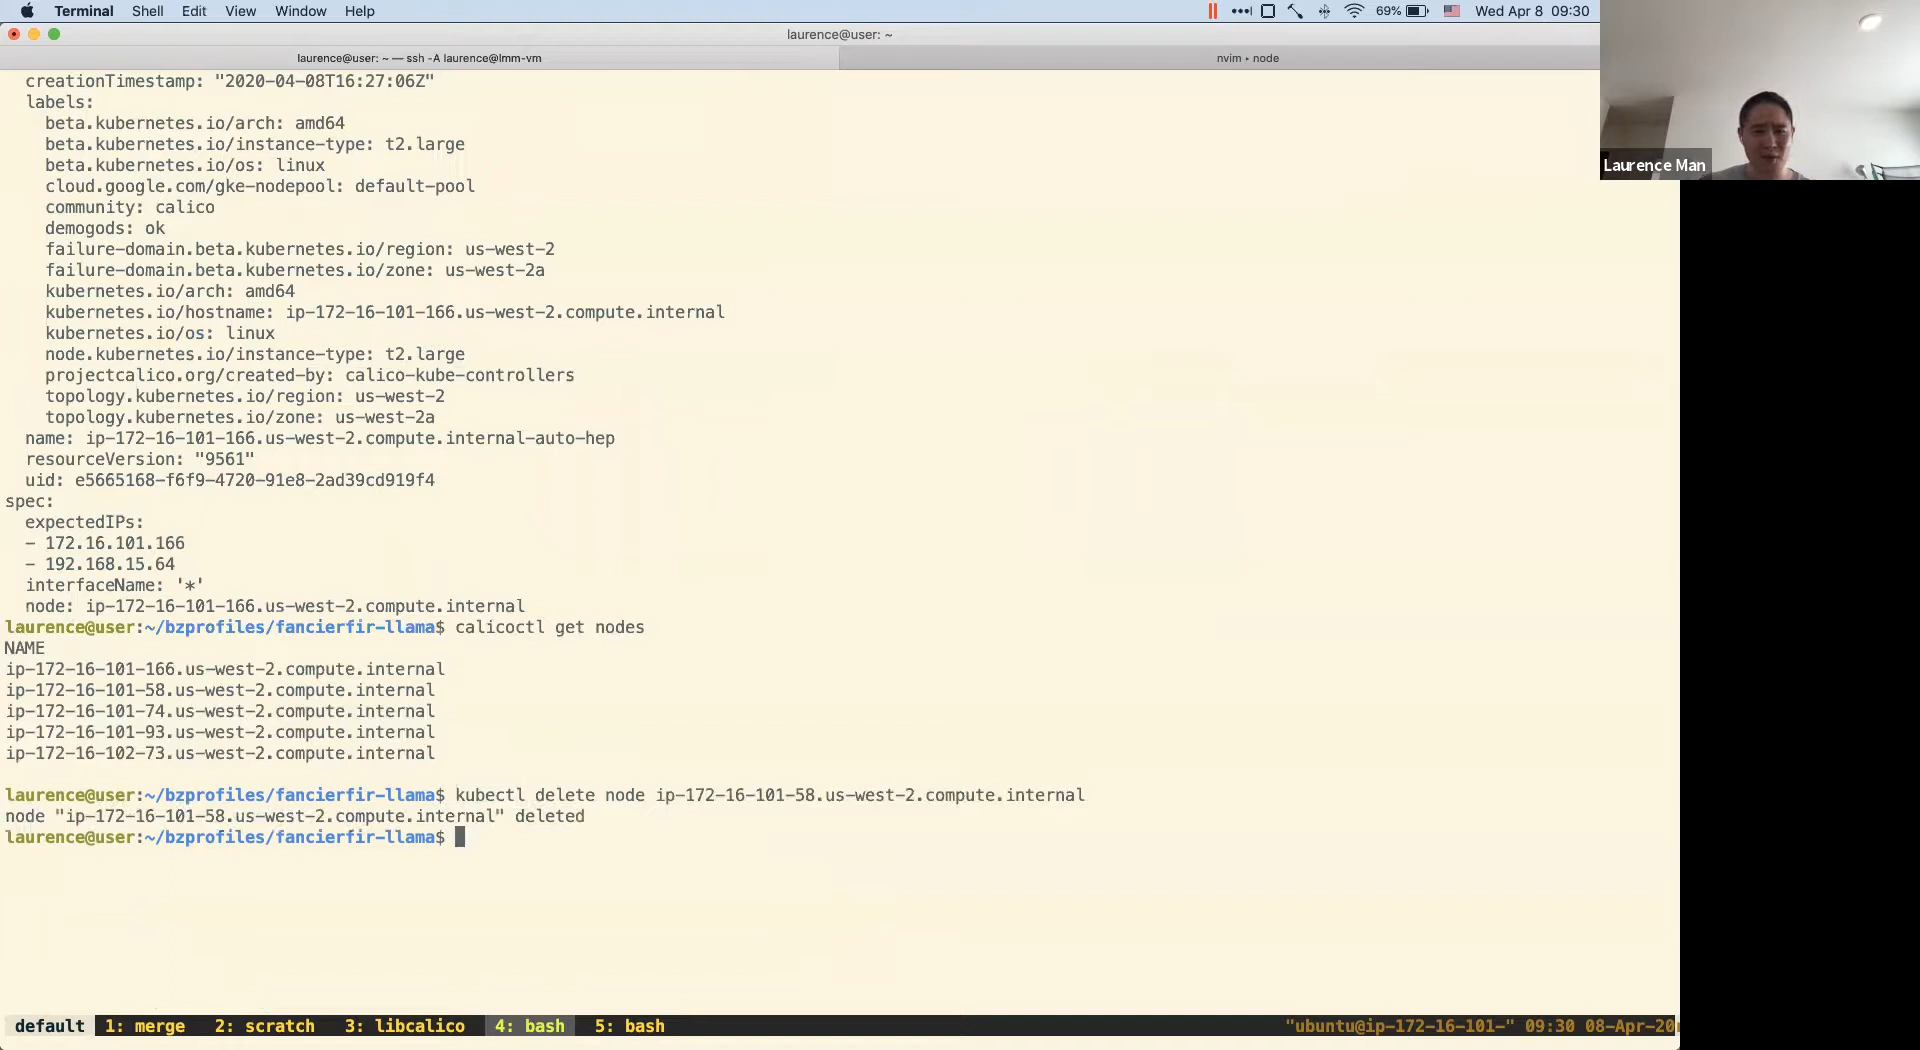 Terminal Shell Edit View Window Help 69% Wed Apr 8 09:30
laurence@user: ~
laurence@user: ~ — ssh -A laurence@lmm-vm
nvim ▸ node
Laurence Man
creationTimestamp: "2020-04-08T16:27:06Z"
labels:
beta.kubernetes.io/arch: amd64
beta.kubernetes.io/instance-type: t2.large
beta.kubernetes.io/os: linux
cloud.google.com/gke-nodepool: default-pool
community: calico
demogods: ok
failure-domain.beta.kubernetes.io/region: us-west-2
failure-domain.beta.kubernetes.io/zone: us-west-2a
kubernetes.io/arch: amd64
kubernetes.io/hostname: ip-172-16-101-166.us-west-2.compute.internal
kubernetes.io/os: linux
node.kubernetes.io/instance-type: t2.large
projectcalico.org/created-by: calico-kube-controllers
topology.kubernetes.io/region: us-west-2
topology.kubernetes.io/zone: us-west-2a
name: ip-172-16-101-166.us-west-2.compute.internal-auto-hep
resourceVersion: "9561"
uid: e5665168-f6f9-4720-91e8-2ad39cd919f4
spec:
expectedIPs:
- 172.16.101.166
- 192.168.15.64
interfaceName: '*'
node: ip-172-16-101-166.us-west-2.compute.internal
laurence@user:~/bzprofiles/fancierfir-llama$ calicoctl get nodes
NAME
ip-172-16-101-166.us-west-2.compute.internal
ip-172-16-101-58.us-west-2.compute.internal
ip-172-16-101-74.us-west-2.compute.internal
ip-172-16-101-93.us-west-2.compute.internal
ip-172-16-102-73.us-west-2.compute.internal
laurence@user:~/bzprofiles/fancierfir-llama$ kubectl delete node ip-172-16-101-58.us-west-2.compute.internal
node "ip-172-16-101-58.us-west-2.compute.internal" deleted
laurence@user:~/bzprofiles/fancierfir-llama$
default 1: merge 2: scratch 3: libcalico 4: bash 5: bash "ubuntu@ip-172-16-101-" 09:30 08-Apr-20